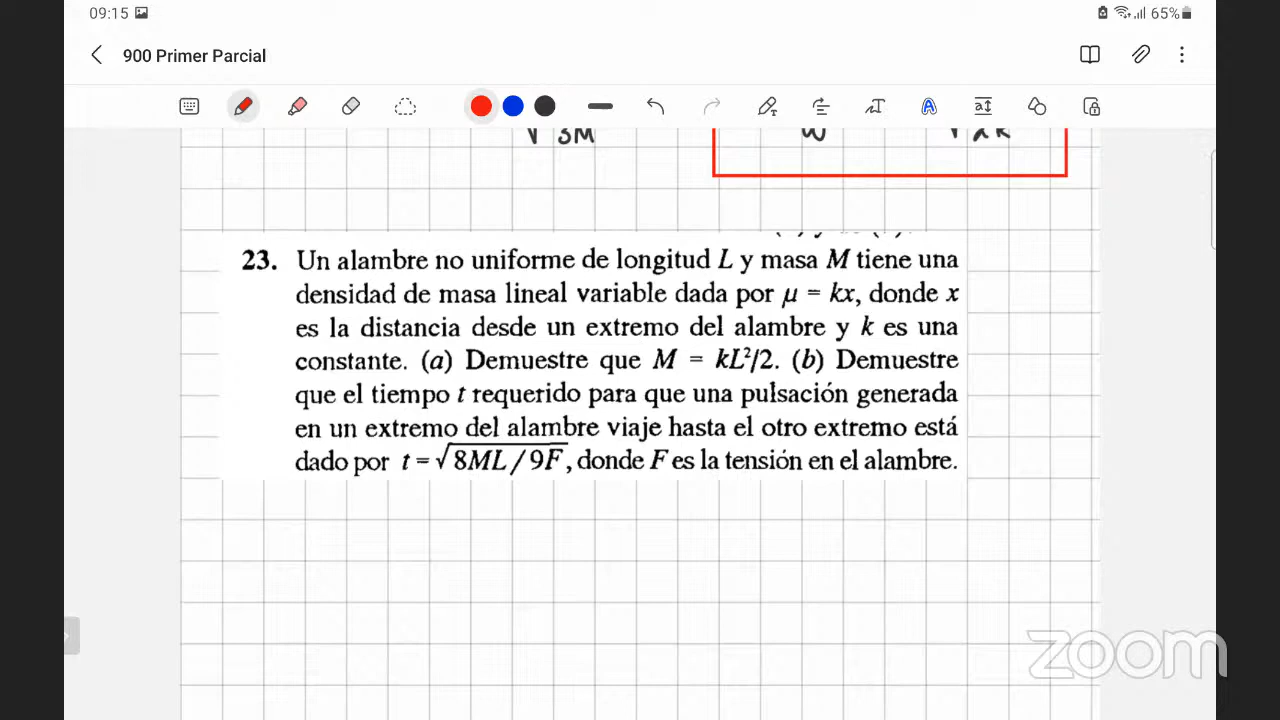 09:15 65%
900 Primer Parcial
3M w λk
23. Un alambre no uniforme de longitud L y masa M tiene una
densidad de masa lineal variable dada por μ = kx, donde x
es la distancia desde un extremo del alambre y k es una
constante. (a) Demuestre que M = kL²/2. (b) Demuestre
que el tiempo t requerido para que una pulsación generada
en un extremo del alambre viaje hasta el otro extremo está
dado por t = √8ML / 9F, donde F es la tensión en el alambre.
zoom